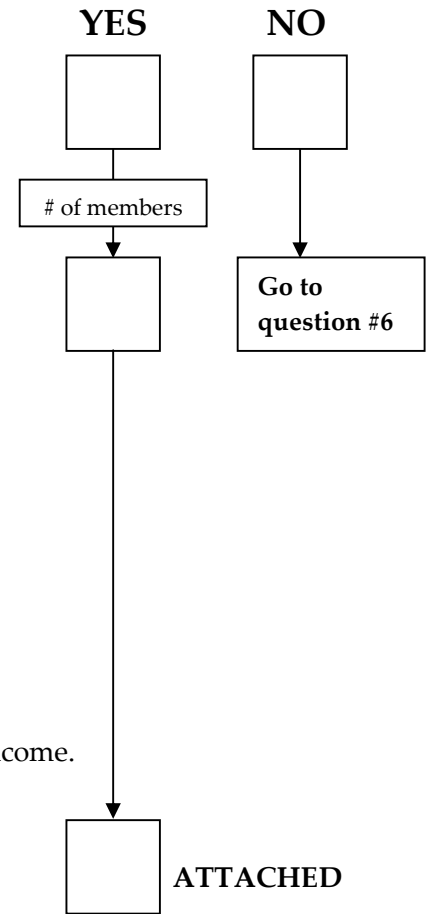 YES NO
# of members
Go to
question #6
come.
ATTACHED